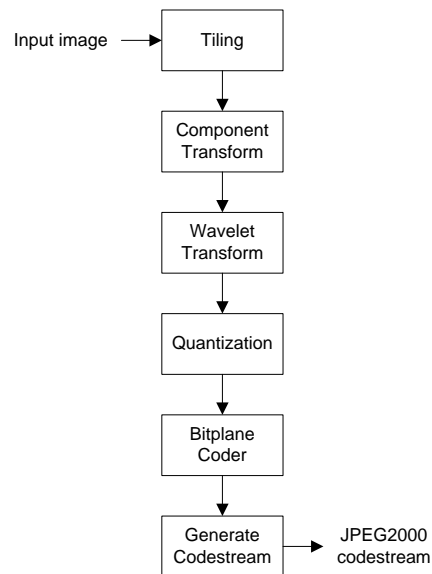 Input image
Tiling
Component
Transform
Wavelet
Transform
Quantization
Bitplane
Coder
Generate
Codestream
JPEG2000
codestream